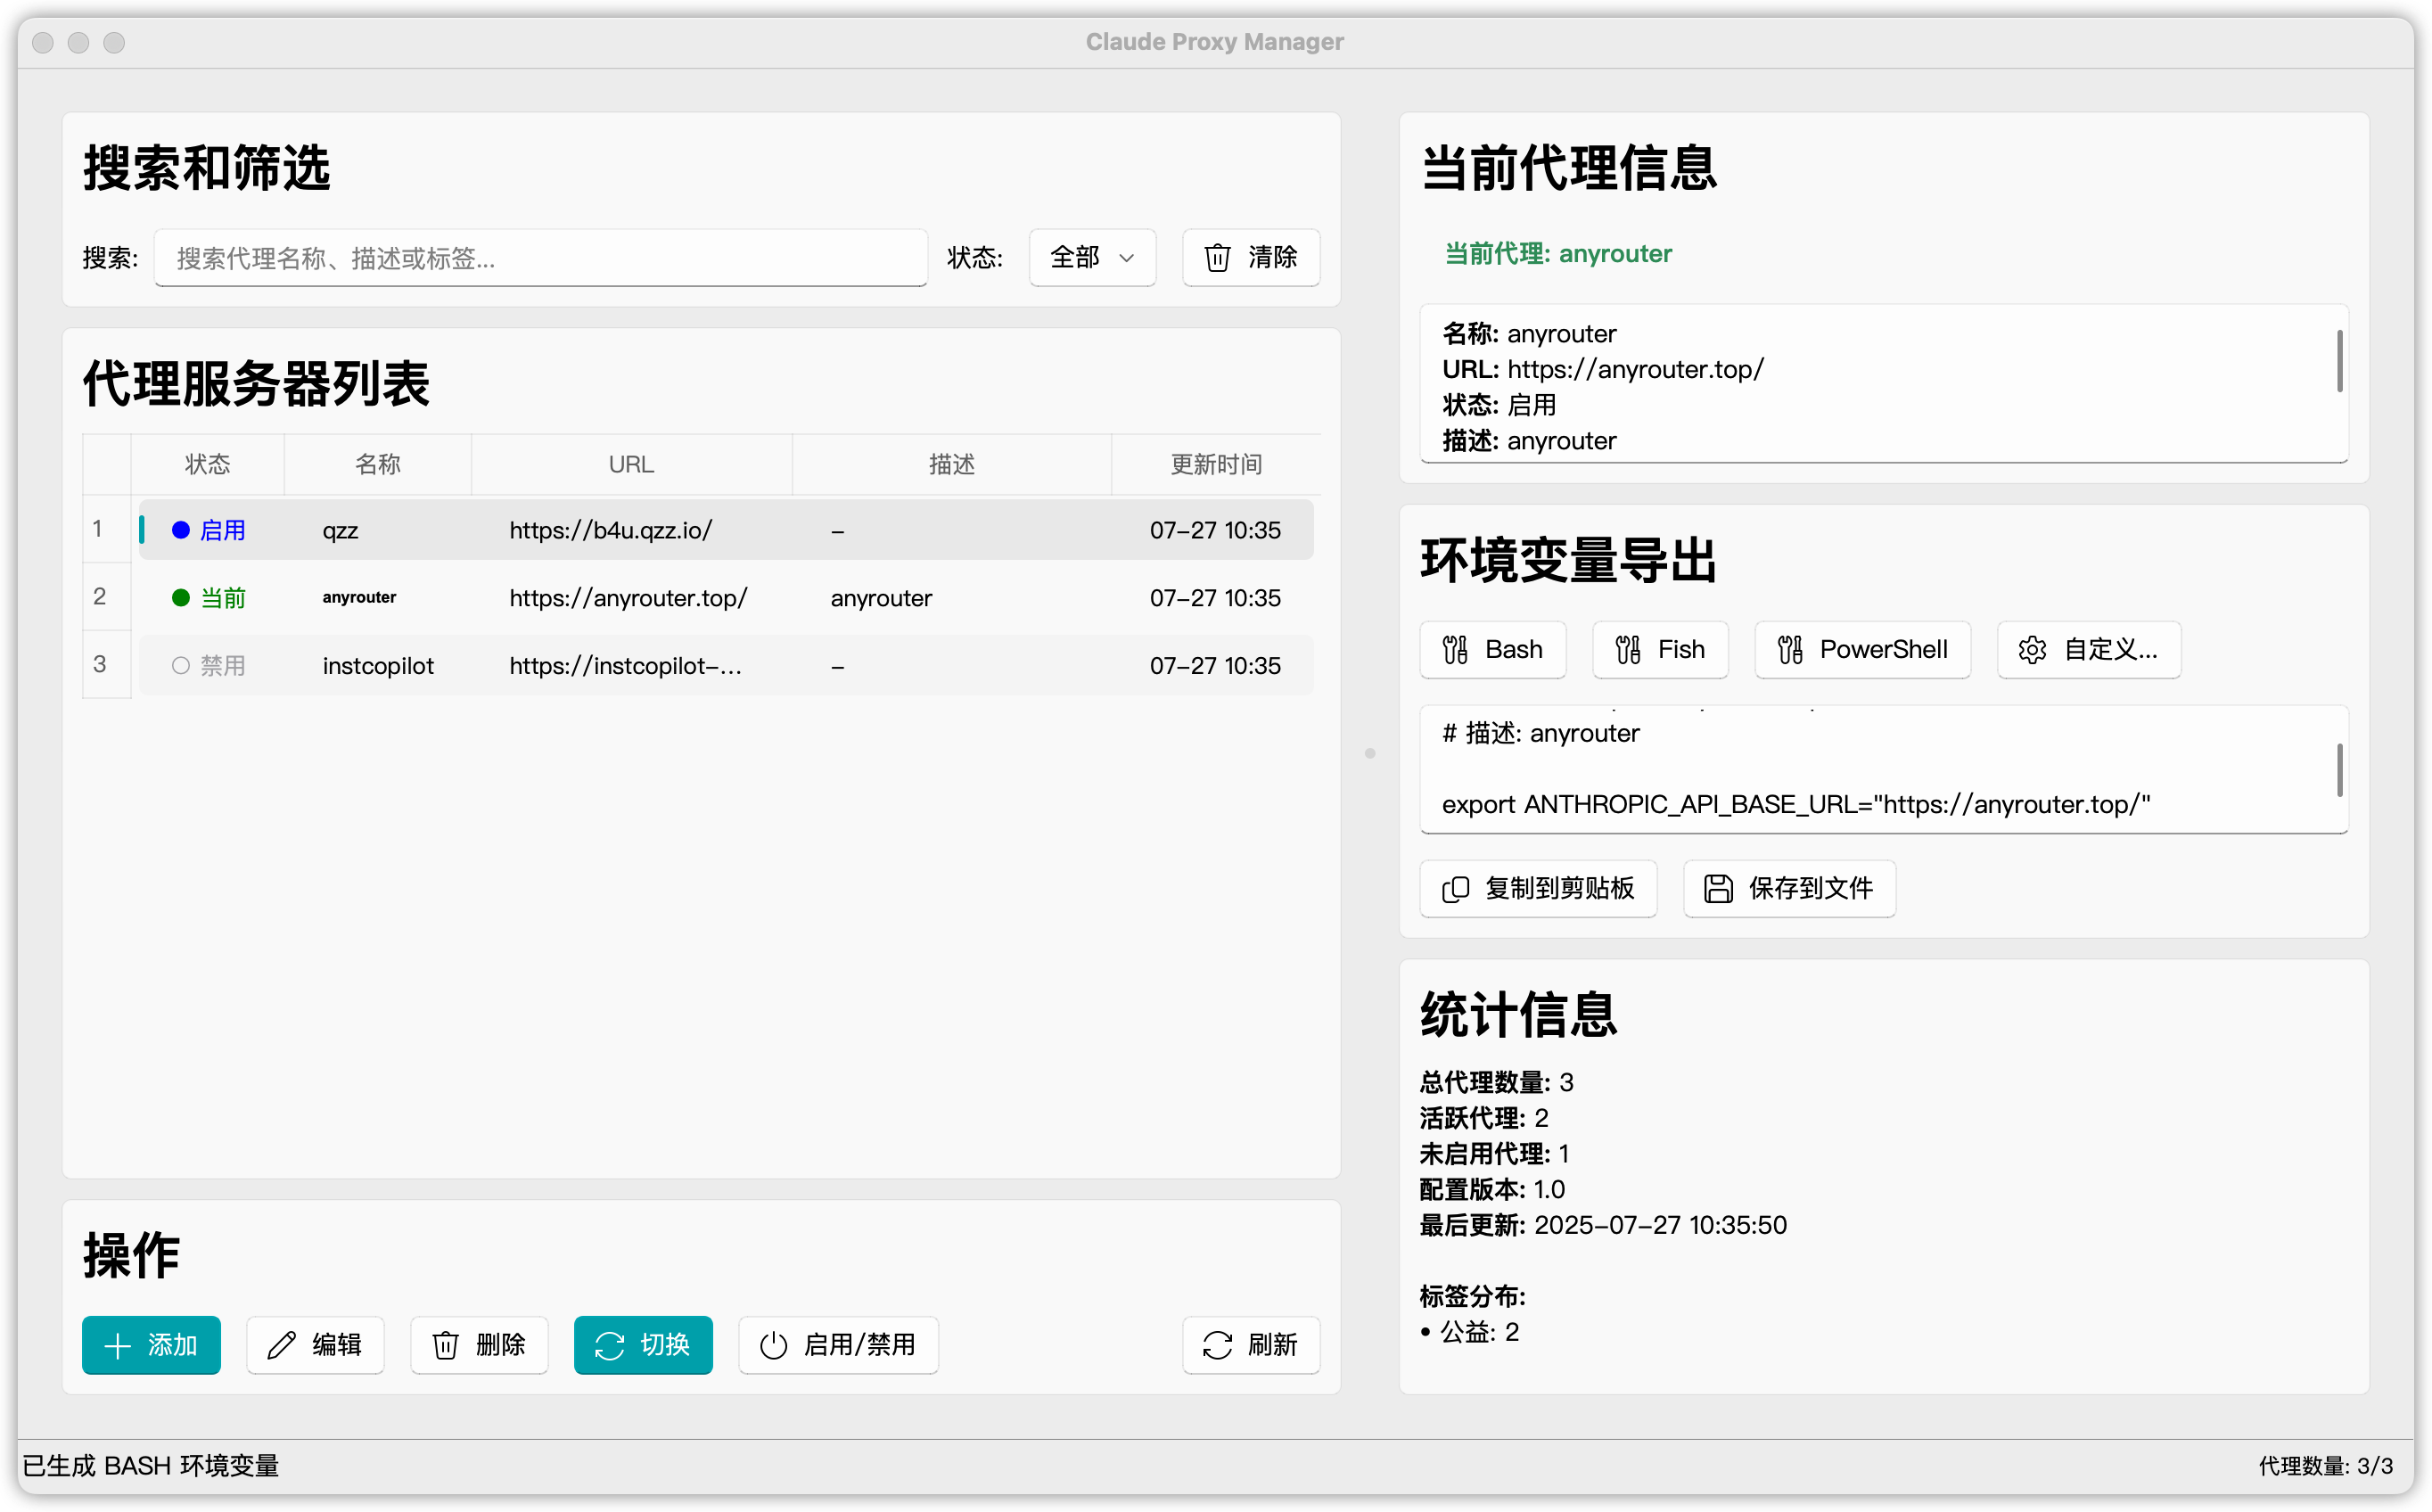 Claude Proxy Manager
搜索和筛选
搜索: 搜索代理名称、描述或标签... 状态: 全部 清除
代理服务器列表
状态 名称 URL 描述 更新时间
1 启用 qzz https://b4u.qzz.io/ – 07-27 10:35
2 当前 anyrouter https://anyrouter.top/ anyrouter 07-27 10:35
3 禁用 instcopilot https://instcopilot-... – 07-27 10:35
操作
添加 编辑 删除 切换 启用/禁用 刷新
当前代理信息
当前代理: anyrouter
名称: anyrouter
URL: https://anyrouter.top/
状态: 启用
描述: anyrouter
环境变量导出
Bash Fish PowerShell 自定义...
# 描述: anyrouter
export ANTHROPIC_API_BASE_URL="https://anyrouter.top/"
复制到剪贴板 保存到文件
统计信息
总代理数量: 3
活跃代理: 2
未启用代理: 1
配置版本: 1.0
最后更新: 2025-07-27 10:35:50
标签分布:
• 公益: 2
已生成 BASH 环境变量
代理数量: 3/3